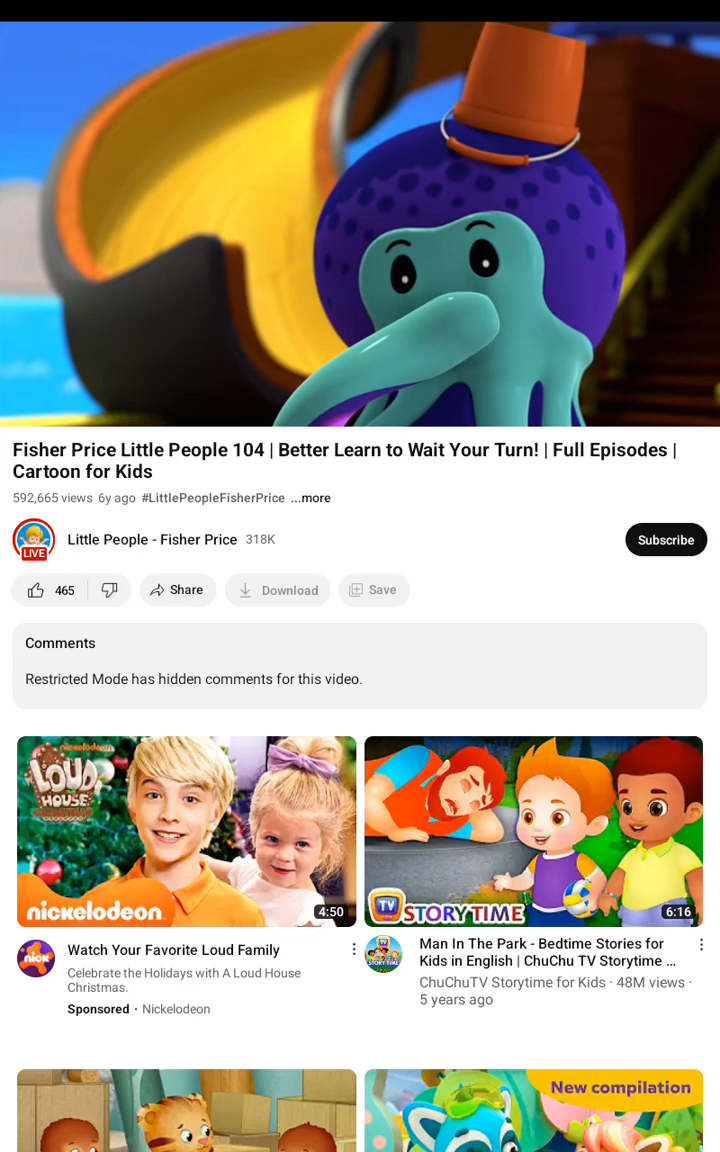 Fisher Price Little People 104 | Better Learn to Wait Your Turn! | Full Episodes |
Cartoon for Kids
592,665 views 6y ago #LittlePeopleFisherPrice ...more
LIVE
Little People - Fisher Price 318K
Subscribe
465
Share
Download
Save
Comments
Restricted Mode has hidden comments for this video.
nickelodeon
LOUD
HOUSE
nickelodeon
4:50
TV
STORYTIME
6:16
nick
Watch Your Favorite Loud Family
Celebrate the Holidays with A Loud House
Christmas.
Sponsored · Nickelodeon
Man In The Park - Bedtime Stories for
Kids in English | ChuChu TV Storytime ...
ChuChuTV Storytime for Kids · 48M views ·
5 years ago
New compilation